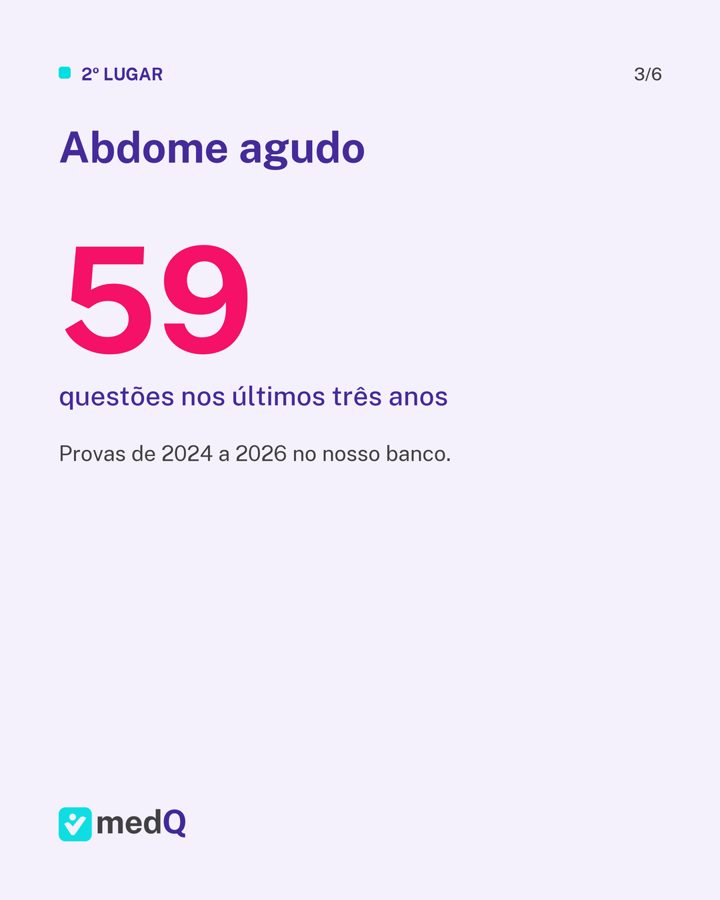 2º LUGAR
3/6
Abdome agudo
59
questões nos últimos três anos
Provas de 2024 a 2026 no nosso banco.
medQ